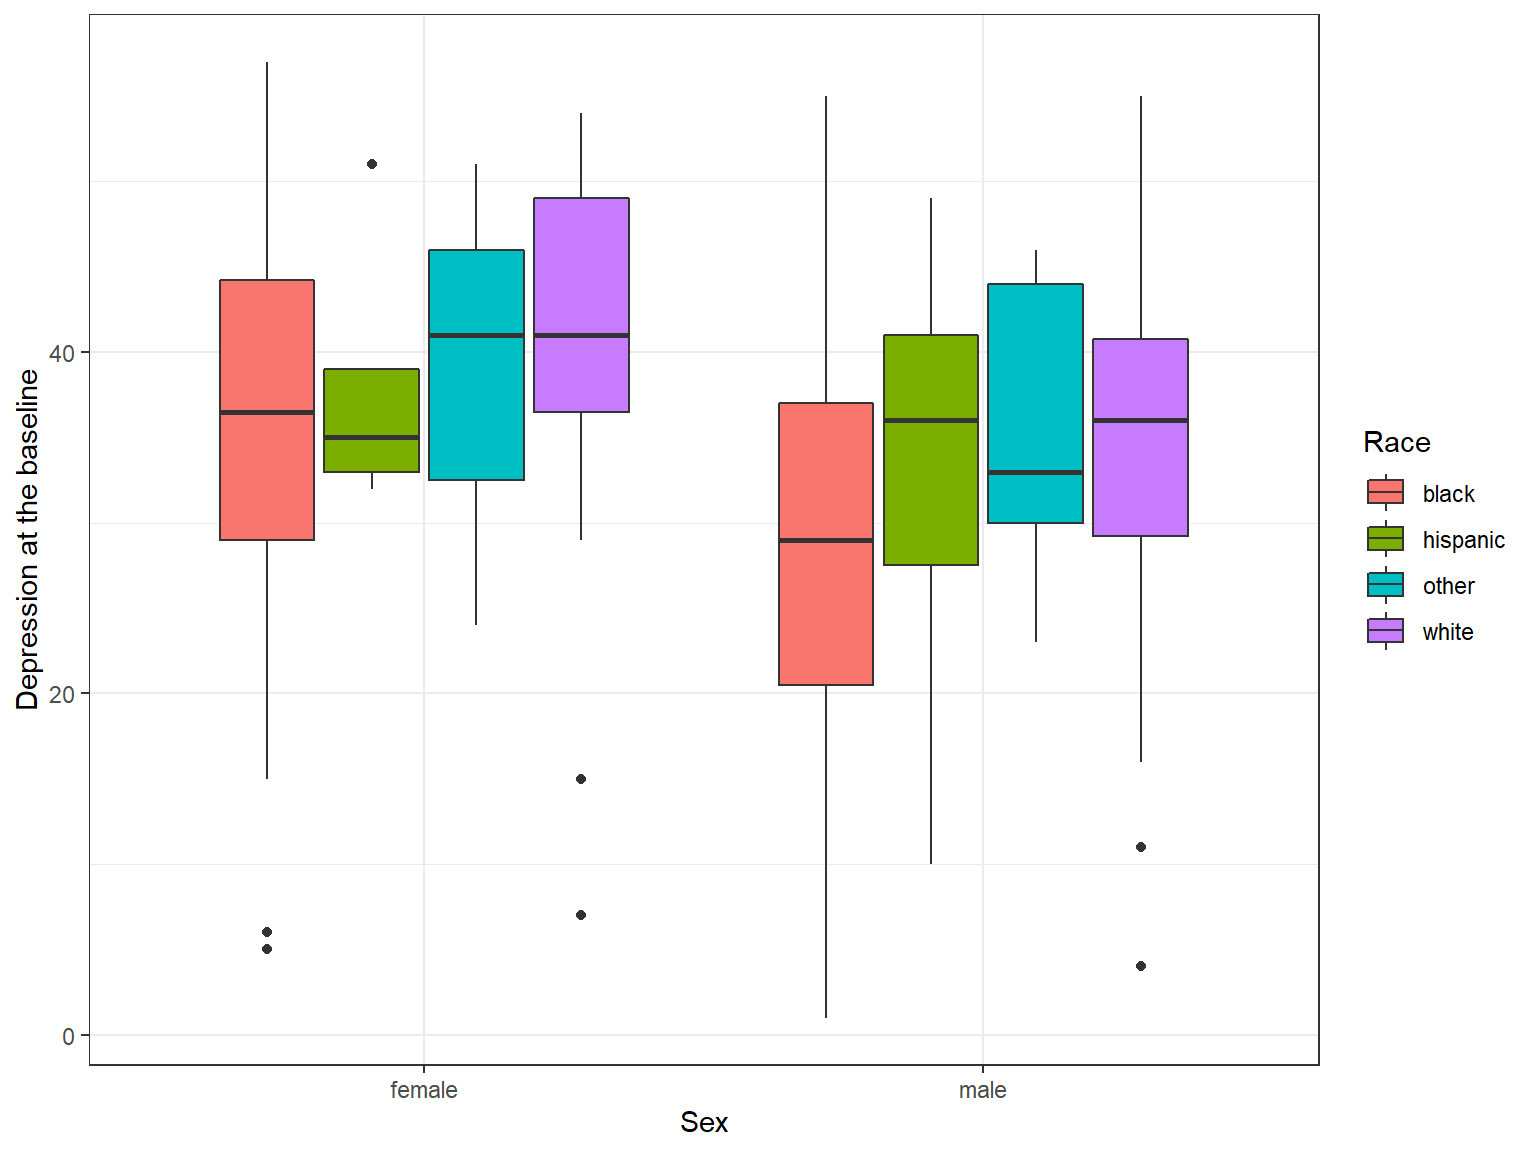 Depression at the baseline
40
20
0
female
male
Sex
Race
black
hispanic
other
white